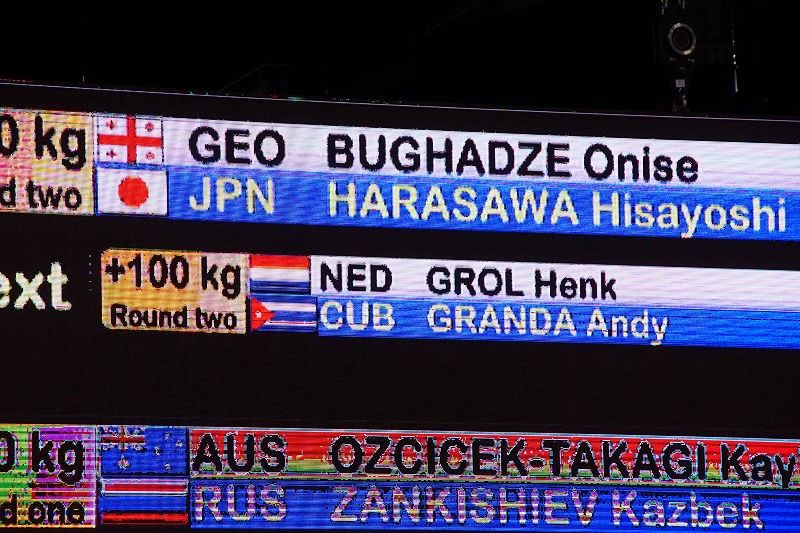 0 kg GEO BUGHADZE Onise
d two JPN HARASAWA Hisayoshi
ext +100 kg NED GROL Henk
Round two CUB GRANDA Andy
0 kg AUS OZCICEK-TAKAGI Kay
d one RUS ZANKISHIEV Kazbek